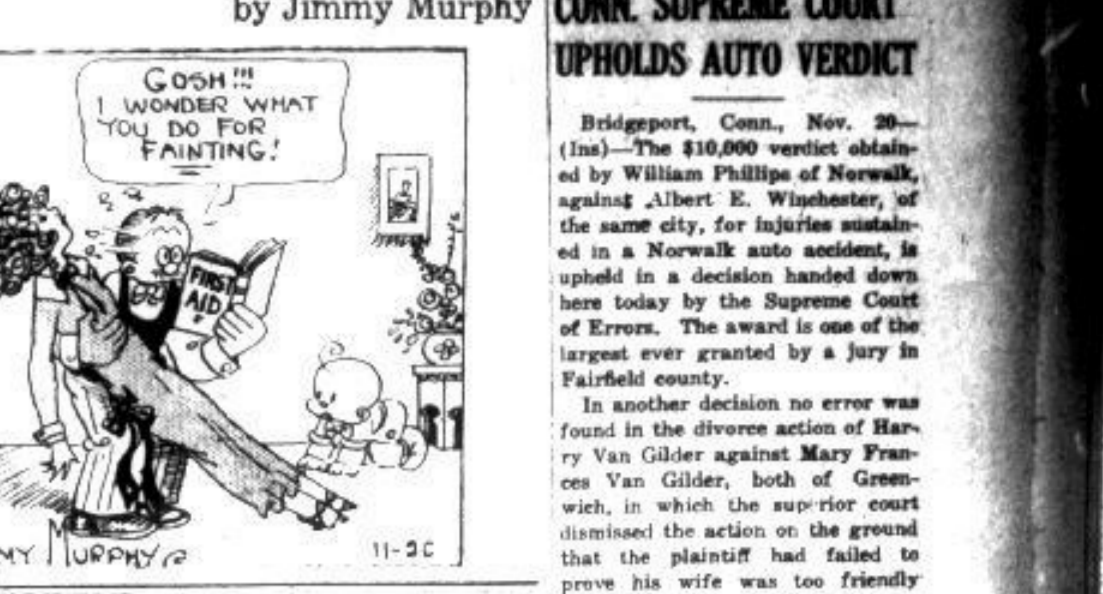 by Jimmy Murphy
GOSH!!!
I WONDER WHAT
YOU DO FOR
FAINTING!
FIRST
AID
MURPHY
CONN. SUPREME COURT
UPHOLDS AUTO VERDICT
Bridgeport, Conn., Nov. 20—
(Ins)—The $10,000 verdict obtain-
ed by William Phillips of Norwalk,
against Albert E. Winchester, of
the same city, for injuries sustain-
ed in a Norwalk auto accident, is
upheld in a decision handed down
here today by the Supreme Court
of Errors. The award is one of the
largest ever granted by a jury in
Fairfield county.
In another decision no error was
found in the divorce action of Har-
ry Van Gilder against Mary Fran-
ces Van Gilder, both of Green-
wich, in which the superior court
dismissed the action on the ground
that the plaintiff had failed to
prove his wife was too friendly